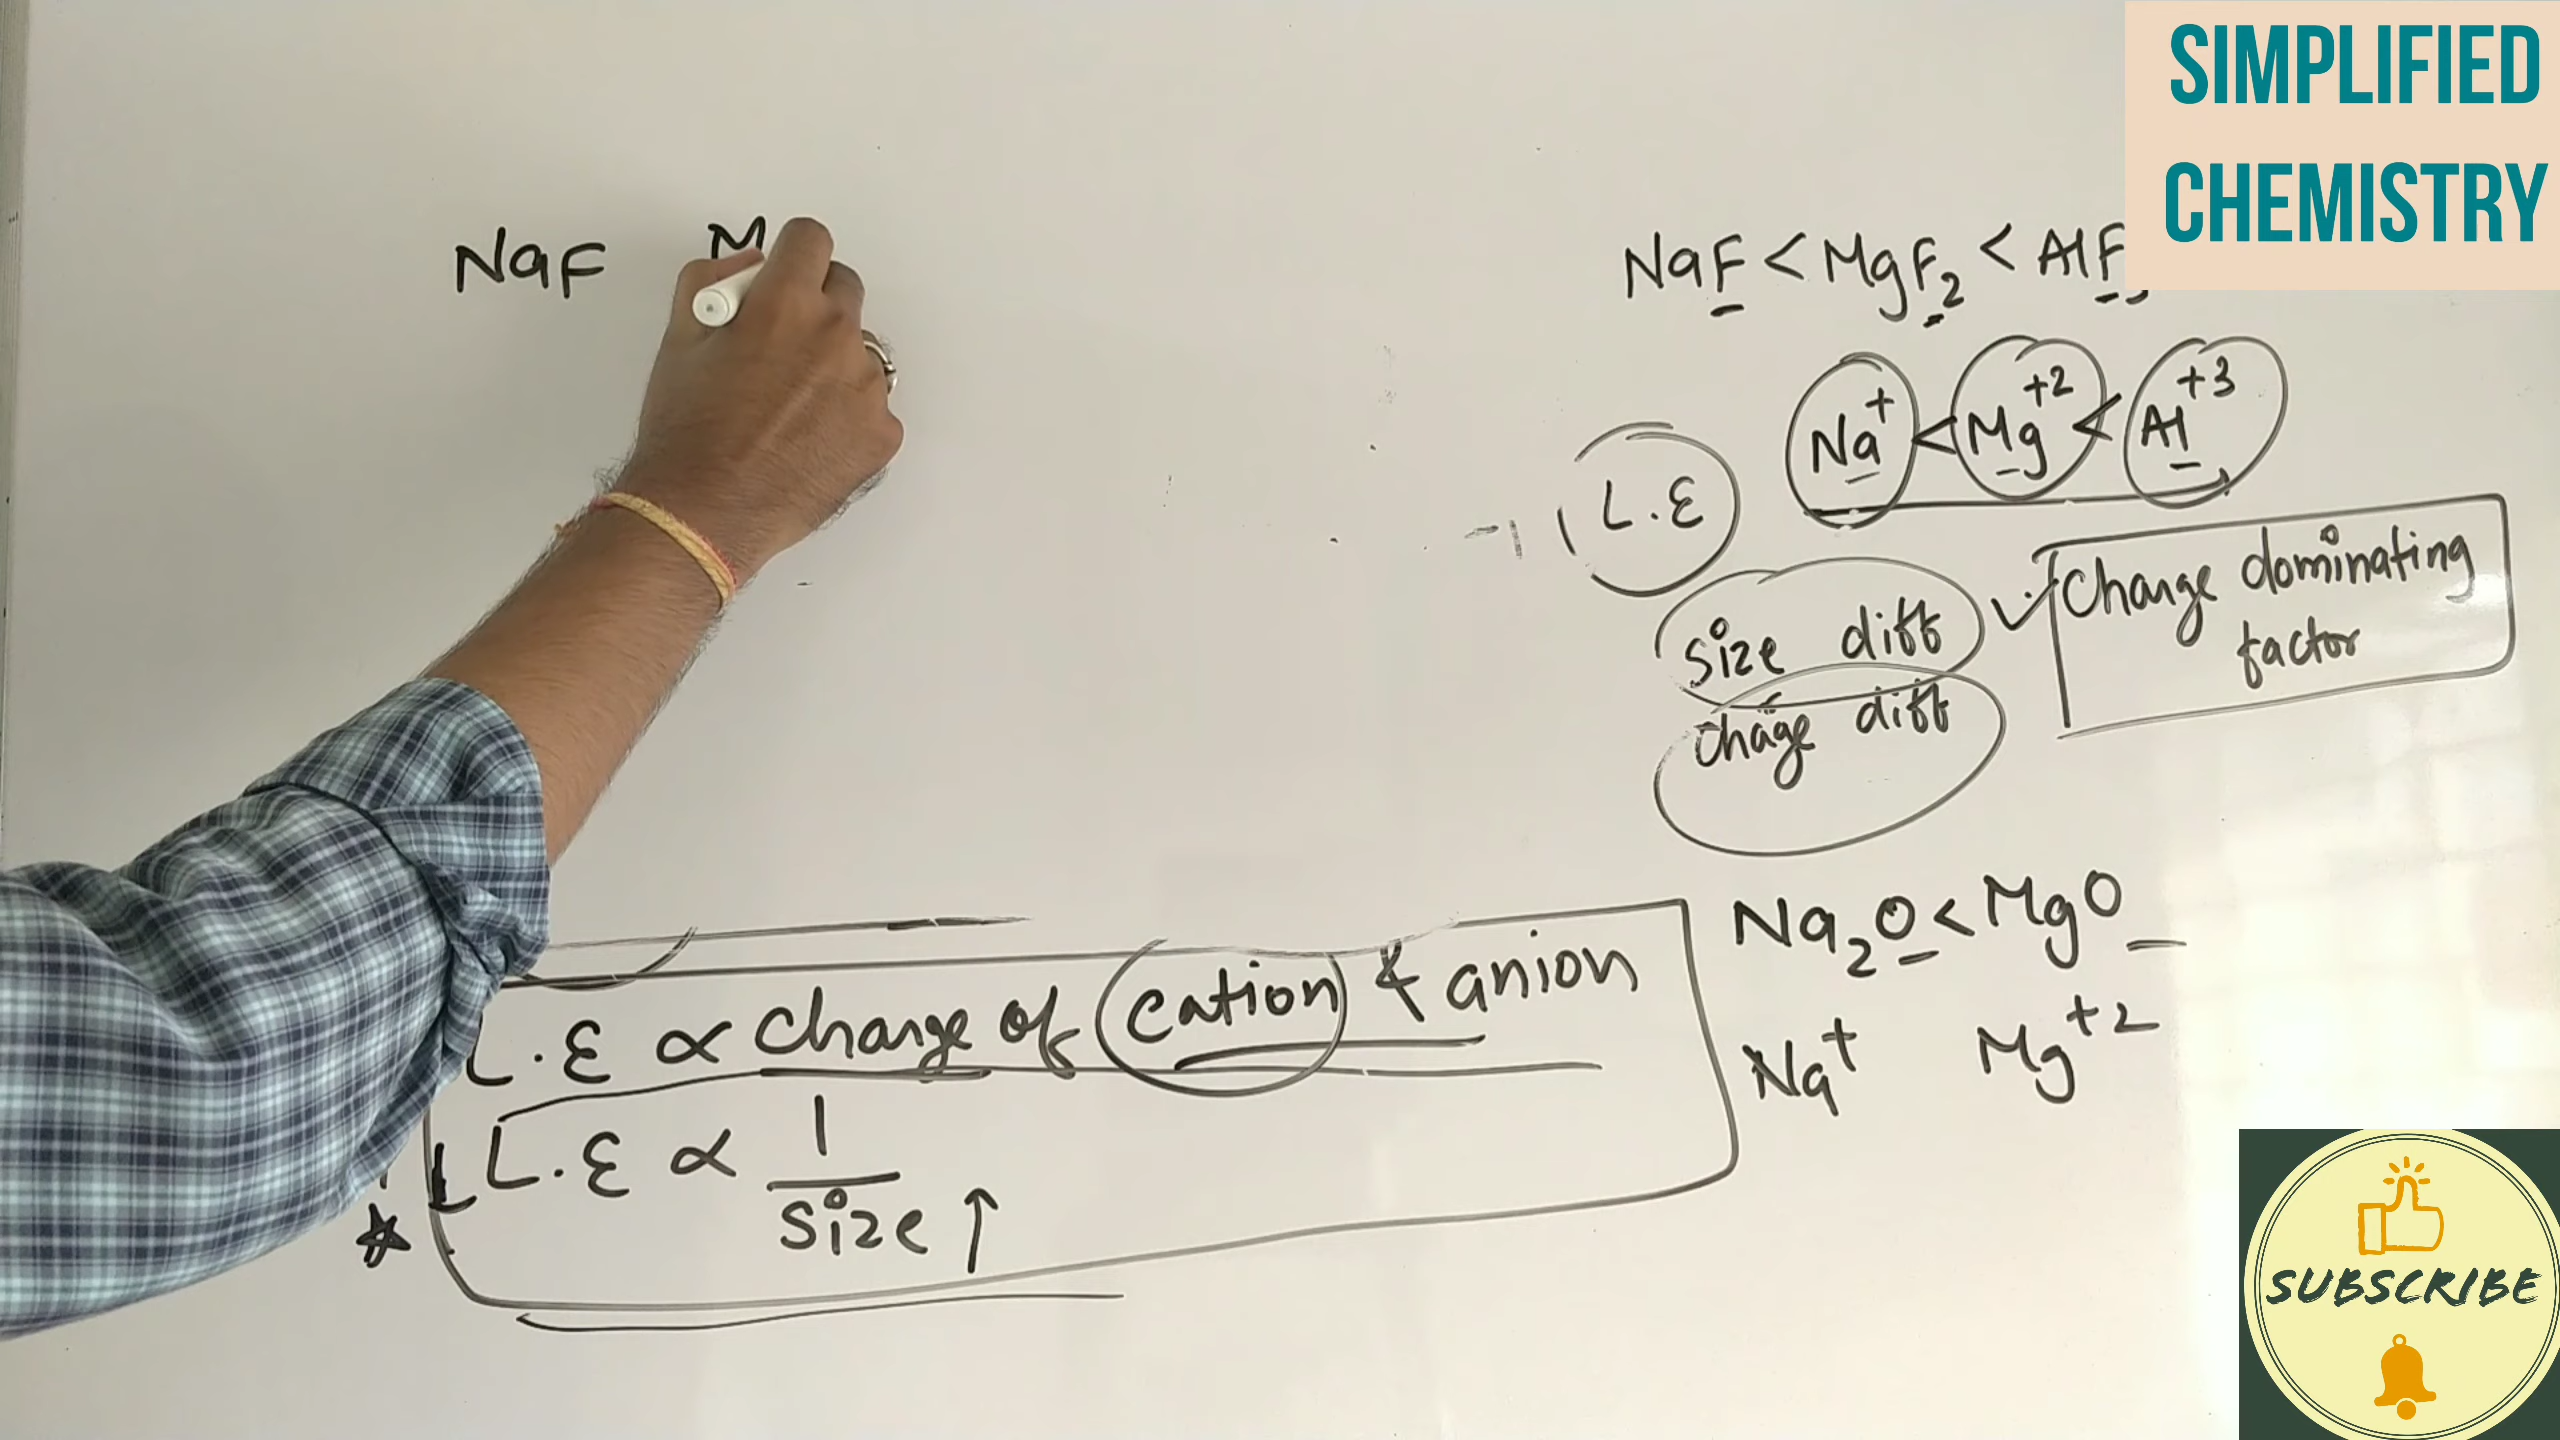 SIMPLIFIED
CHEMISTRY
NaF M
NaF < MgF2 < AlF
Na+ < Mg+2 < Al+3
L.E
Size diff
Chage diff
Charge dominating
factor
Na2O < MgO
Na+ Mg+2
L.E ∝ charge of cation & anion
L.E ∝ 1
Size ↑
SUBSCRIBE